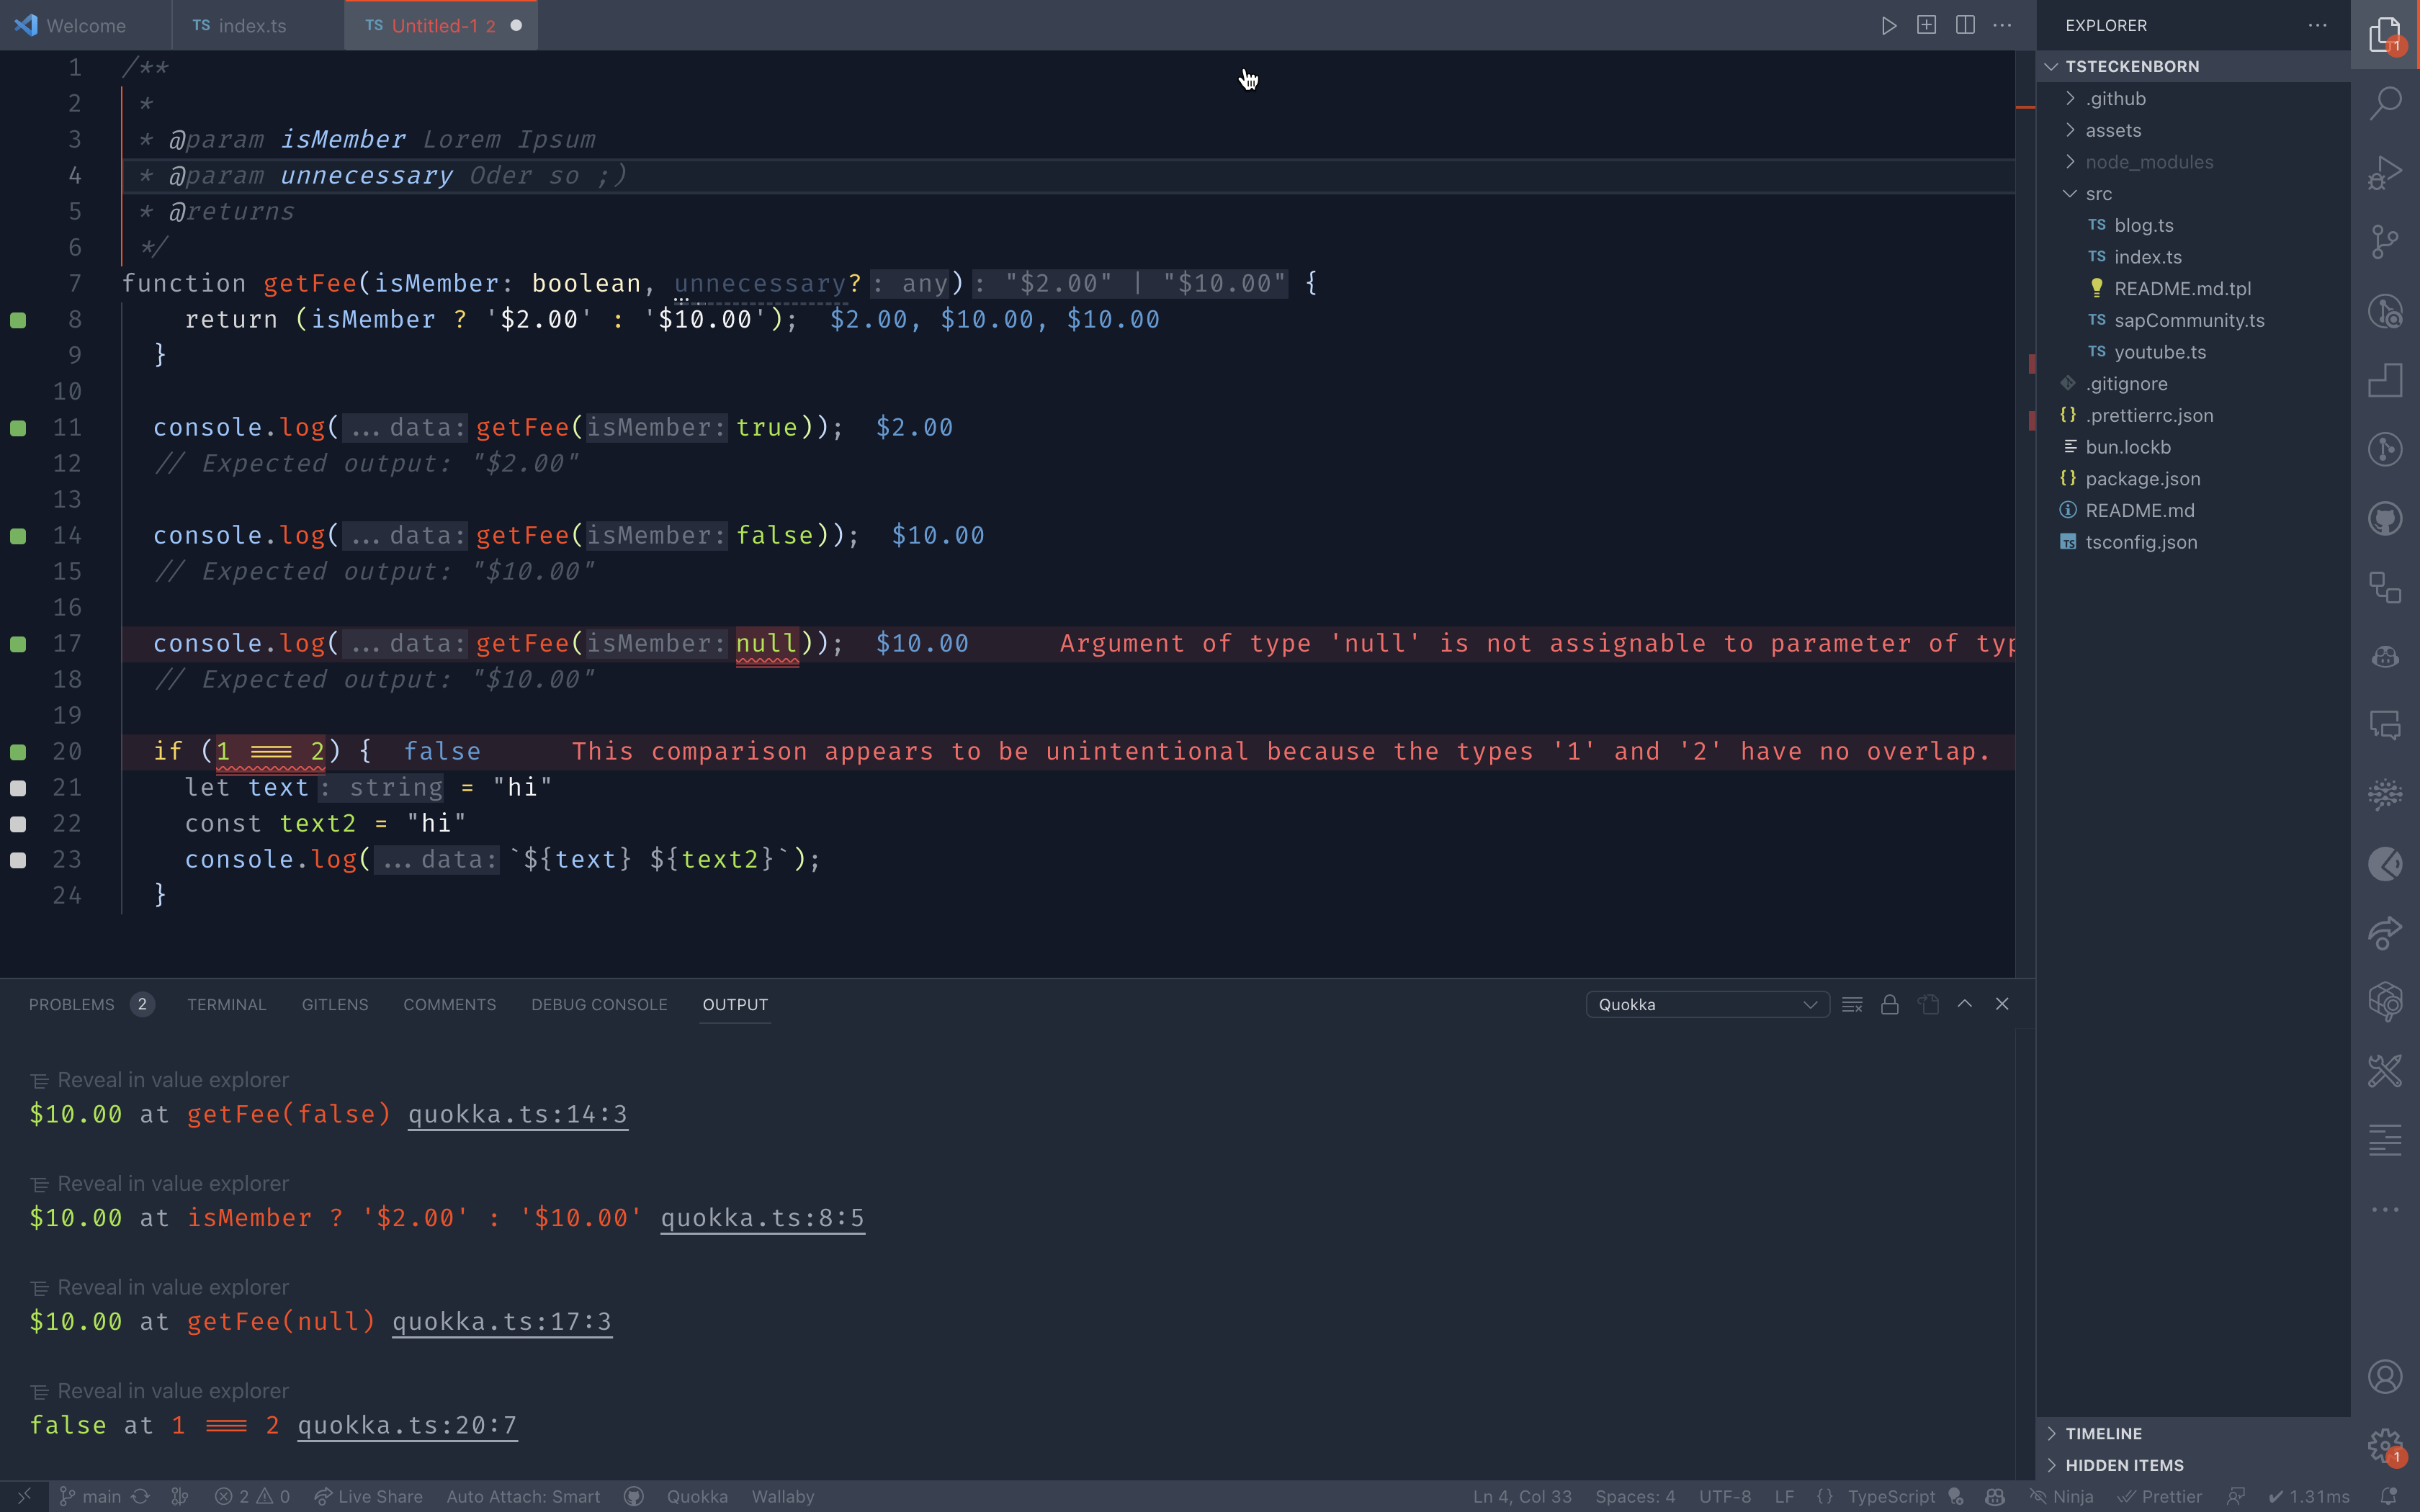 Welcome
TS index.ts
TS Untitled-1 2
1 /**
2 *
3 * @param isMember Lorem Ipsum
4 * @param unnecessary Oder so ;)
5 * @returns
6 */
7 function getFee(isMember: boolean, unnecessary?: any): "$2.00" | "$10.00" {
8 return (isMember ? '$2.00' : '$10.00'); $2.00, $10.00, $10.00
9 }
10
11 console.log(...data: getFee(isMember: true)); $2.00
12 // Expected output: "$2.00"
13
14 console.log(...data: getFee(isMember: false)); $10.00
15 // Expected output: "$10.00"
16
17 console.log(...data: getFee(isMember: null)); $10.00 Argument of type 'null' is not assignable to parameter of typ
18 // Expected output: "$10.00"
19
20 if (1 === 2) { false This comparison appears to be unintentional because the types '1' and '2' have no overlap.
21 let text: string = "hi"
22 const text2 = "hi"
23 console.log(...data: `${text} ${text2}`);
24 }
PROBLEMS 2 TERMINAL GITLENS COMMENTS DEBUG CONSOLE OUTPUT
Quokka
Reveal in value explorer
$10.00 at getFee(false) quokka.ts:14:3
Reveal in value explorer
$10.00 at isMember ? '$2.00' : '$10.00' quokka.ts:8:5
Reveal in value explorer
$10.00 at getFee(null) quokka.ts:17:3
Reveal in value explorer
false at 1 === 2 quokka.ts:20:7
EXPLORER
1
TSTECKENBORN
.github
assets
node_modules
src
TS blog.ts
TS index.ts
README.md.tpl
TS sapCommunity.ts
TS youtube.ts
.gitignore
{} .prettierrc.json
bun.lockb
{} package.json
README.md
TS tsconfig.json
TIMELINE
HIDDEN ITEMS
1
main 2 0 Live Share Auto Attach: Smart Quokka Wallaby Ln 4, Col 33 Spaces: 4 UTF-8 LF {} TypeScript Ninja Prettier 1.31ms